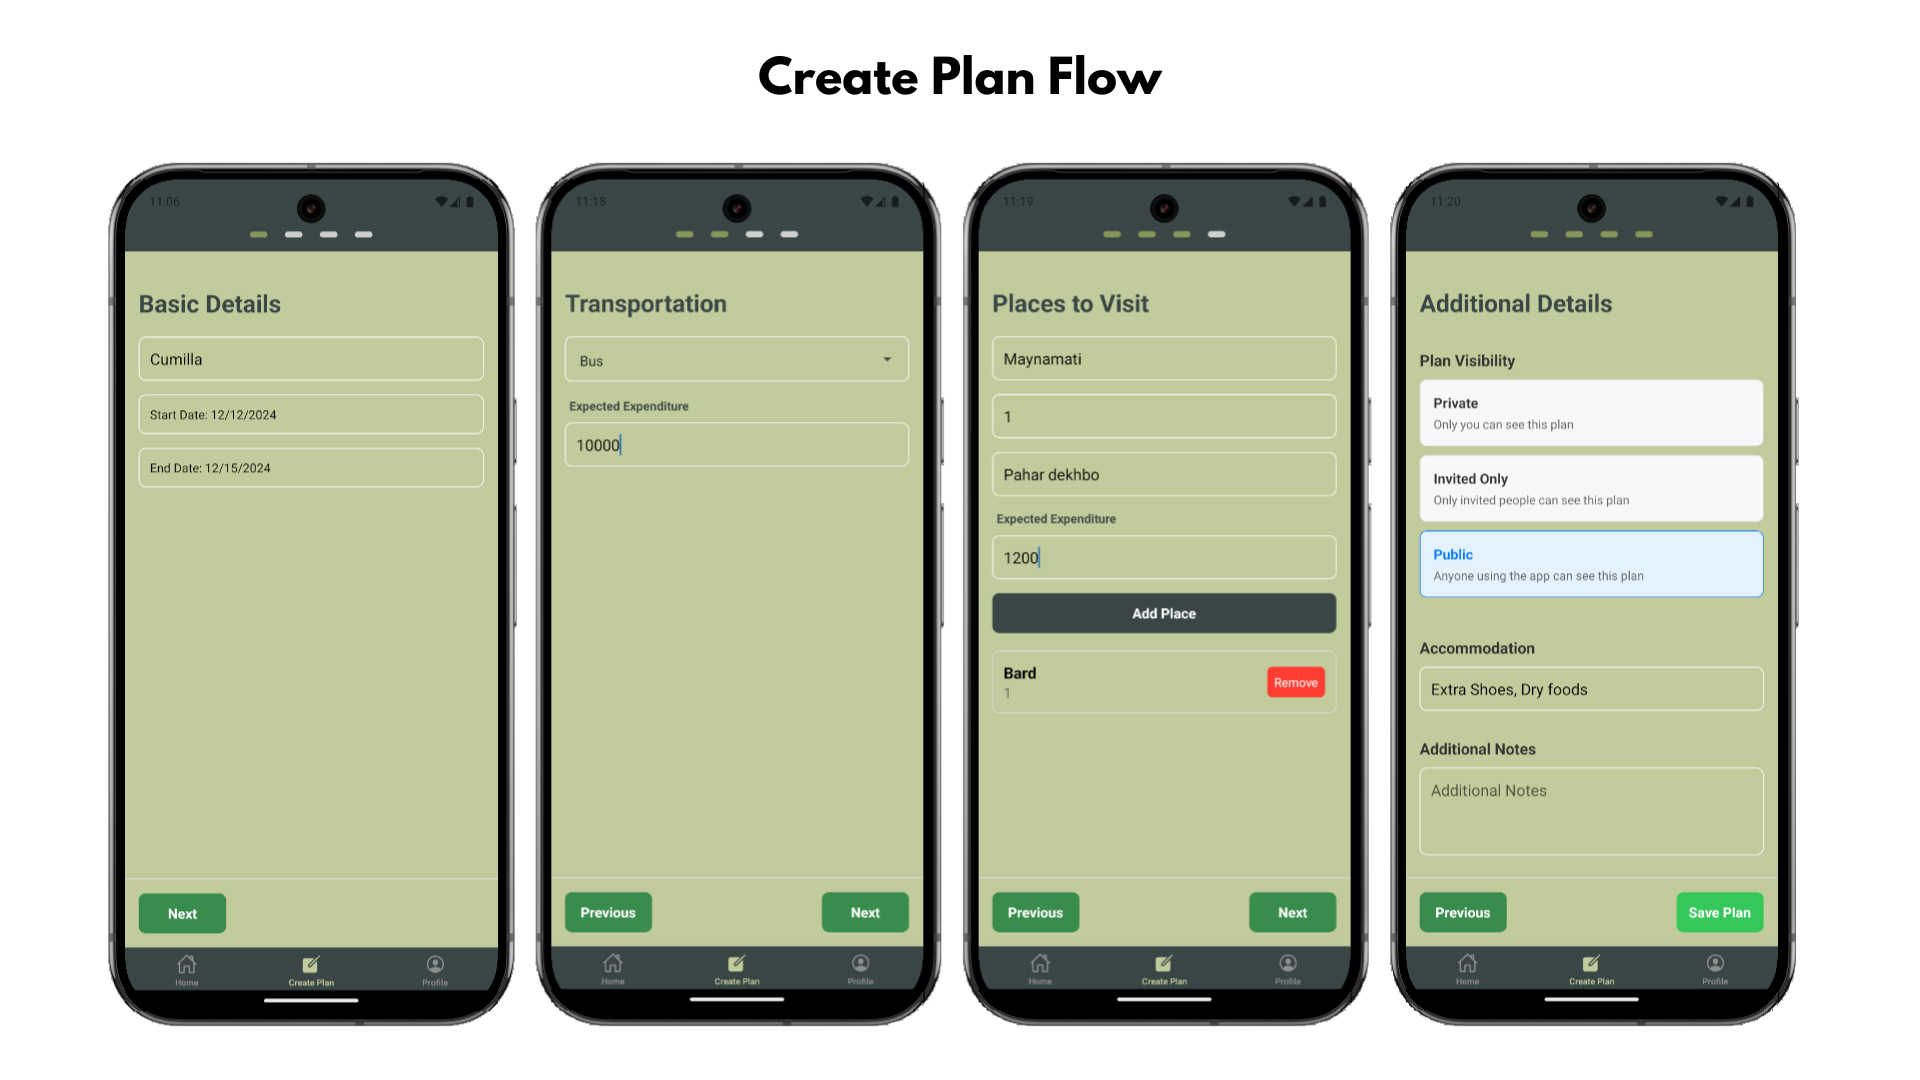 Create Plan Flow
11:06
Basic Details
Cumilla
Start Date: 12/12/2024
End Date: 12/15/2024
Next
Home
Create Plan
Profile
11:18
Transportation
Bus
Expected Expenditure
10000
Previous
Next
Home
Create Plan
Profile
11:19
Places to Visit
Maynamati
1
Pahar dekhbo
Expected Expenditure
1200
Add Place
Bard
1
Remove
Previous
Next
Home
Create Plan
Profile
11:20
Additional Details
Plan Visibility
Private
Only you can see this plan
Invited Only
Only invited people can see this plan
Public
Anyone using the app can see this plan
Accommodation
Extra Shoes, Dry foods
Additional Notes
Additional Notes
Previous
Save Plan
Home
Create Plan
Profile